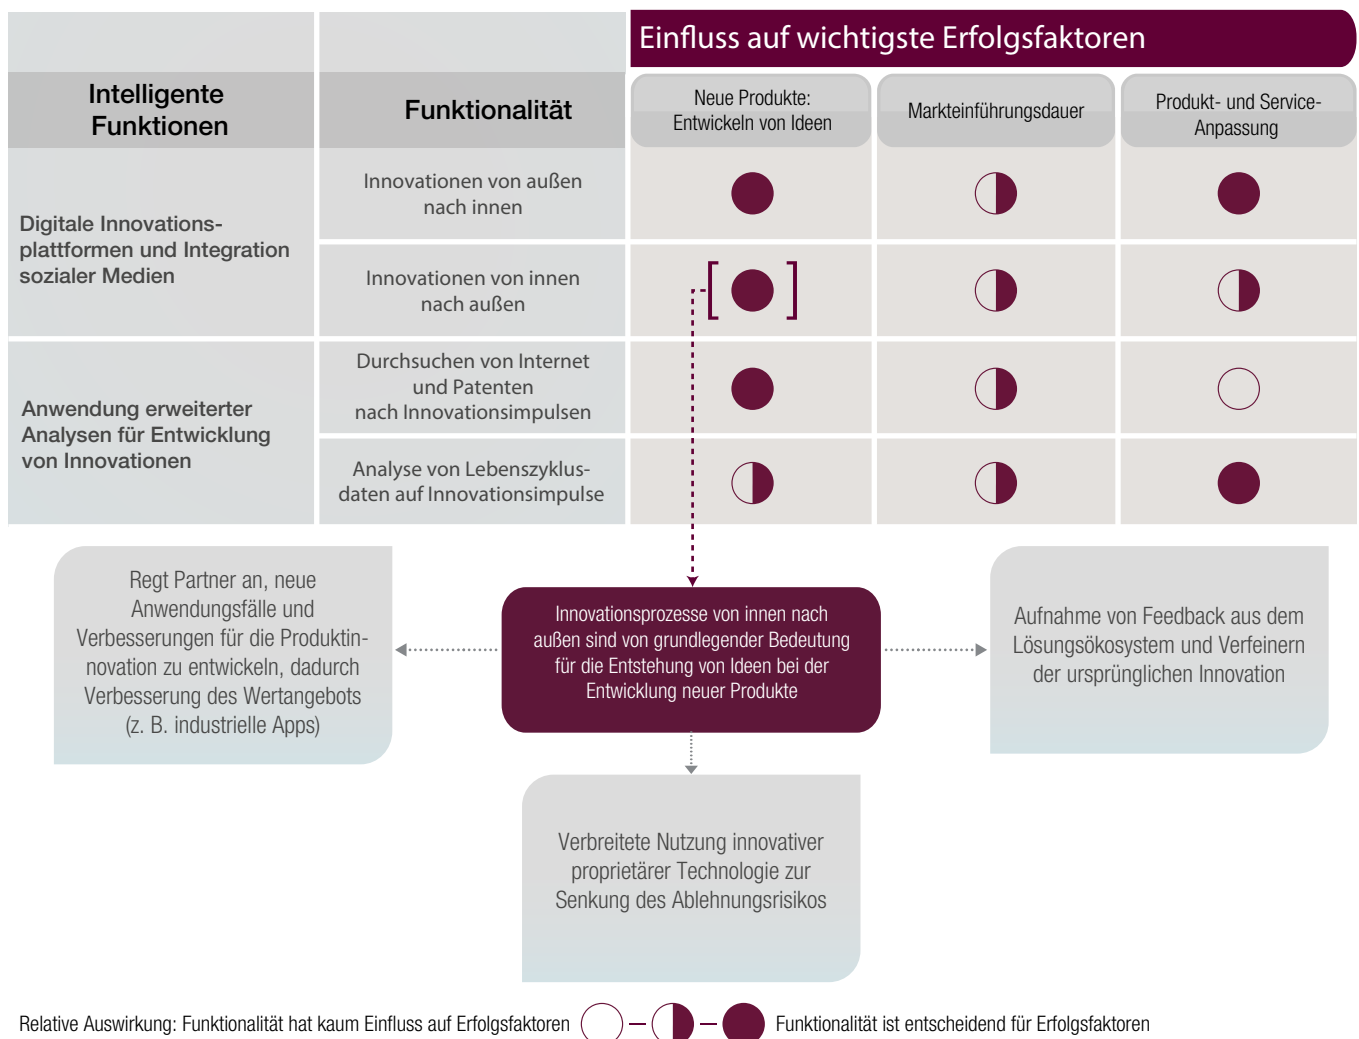 Einfluss auf wichtigste Erfolgsfaktoren
Intelligente
Funktionen
Funktionalität
Neue Produkte:
Entwickeln von Ideen
Markteinführungsdauer
Produkt- und Service-
Anpassung
Digitale Innovations-
plattformen und Integration
sozialer Medien
Innovationen von außen
nach innen
Innovationen von innen
nach außen
Anwendung erweiterter
Analysen für Entwicklung
von Innovationen
Durchsuchen von Internet
und Patenten
nach Innovationsimpulsen
Analyse von Lebenszyklus-
daten auf Innovationsimpulse
Regt Partner an, neue
Anwendungsfälle und
Verbesserungen für die Produktin-
novation zu entwickeln, dadurch
Verbesserung des Wertangebots
(z. B. industrielle Apps)
Innovationsprozesse von innen nach
außen sind von grundlegender Bedeutung
für die Entstehung von Ideen bei der
Entwicklung neuer Produkte
Aufnahme von Feedback aus dem
Lösungsökosystem und Verfeinern
der ursprünglichen Innovation
Verbreitete Nutzung innovativer
proprietärer Technologie zur
Senkung des Ablehnungsrisikos
Relative Auswirkung: Funktionalität hat kaum Einfluss auf Erfolgsfaktoren
Funktionalität ist entscheidend für Erfolgsfaktoren